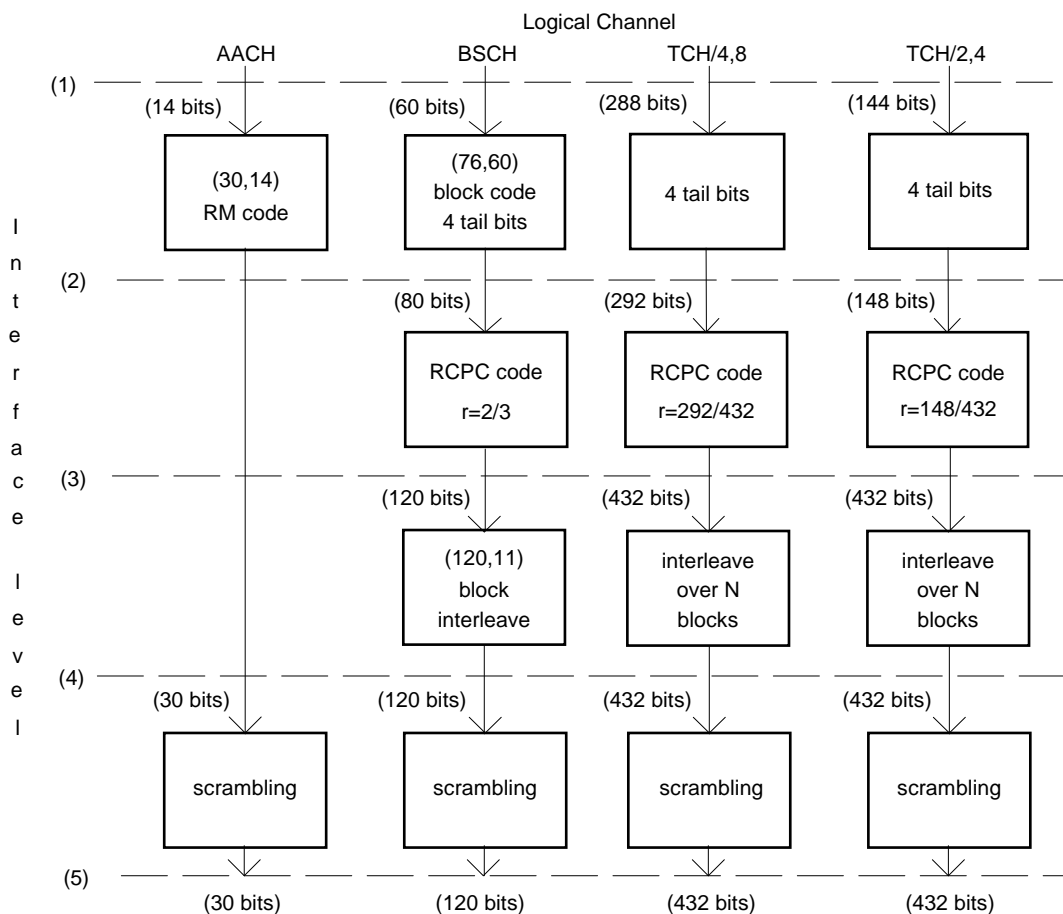 Logical Channel
AACH BSCH TCH/4,8 TCH/2,4
(1)
(14 bits) (60 bits) (288 bits) (144 bits)
(30,14)
RM code
(76,60)
block code
4 tail bits
4 tail bits
4 tail bits
(2)
(80 bits) (292 bits) (148 bits)
RCPC code
r=2/3
RCPC code
r=292/432
RCPC code
r=148/432
(3)
(120 bits) (432 bits) (432 bits)
(120,11)
block
interleave
interleave
over N
blocks
interleave
over N
blocks
(4)
(30 bits) (120 bits) (432 bits) (432 bits)
scrambling scrambling scrambling scrambling
(5)
(30 bits) (120 bits) (432 bits) (432 bits)
Interface level